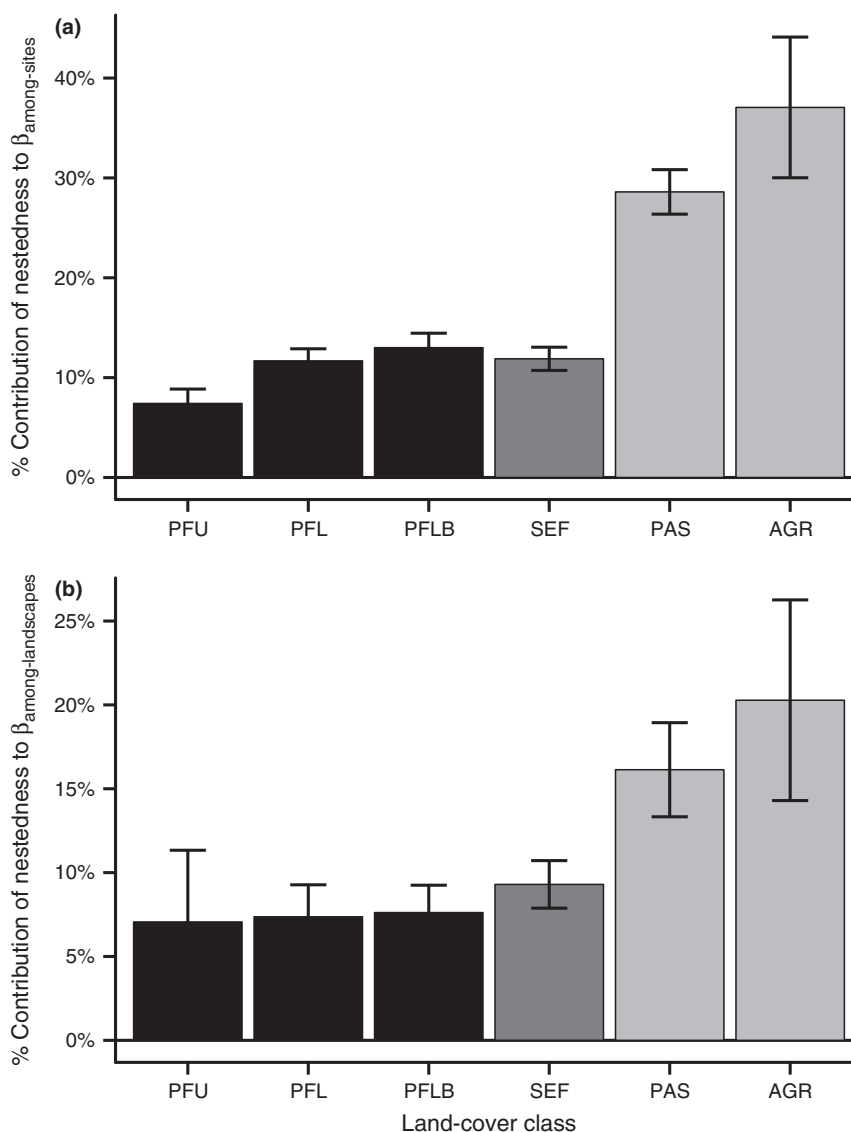 (a)
% Contribution of nestedness to βamong-sites
40%
30%
20%
10%
0%
PFU PFL PFLB SEF PAS AGR
(b)
% Contribution of nestedness to βamong-landscapes
25%
20%
15%
10%
5%
0%
PFU PFL PFLB SEF PAS AGR
Land-cover class